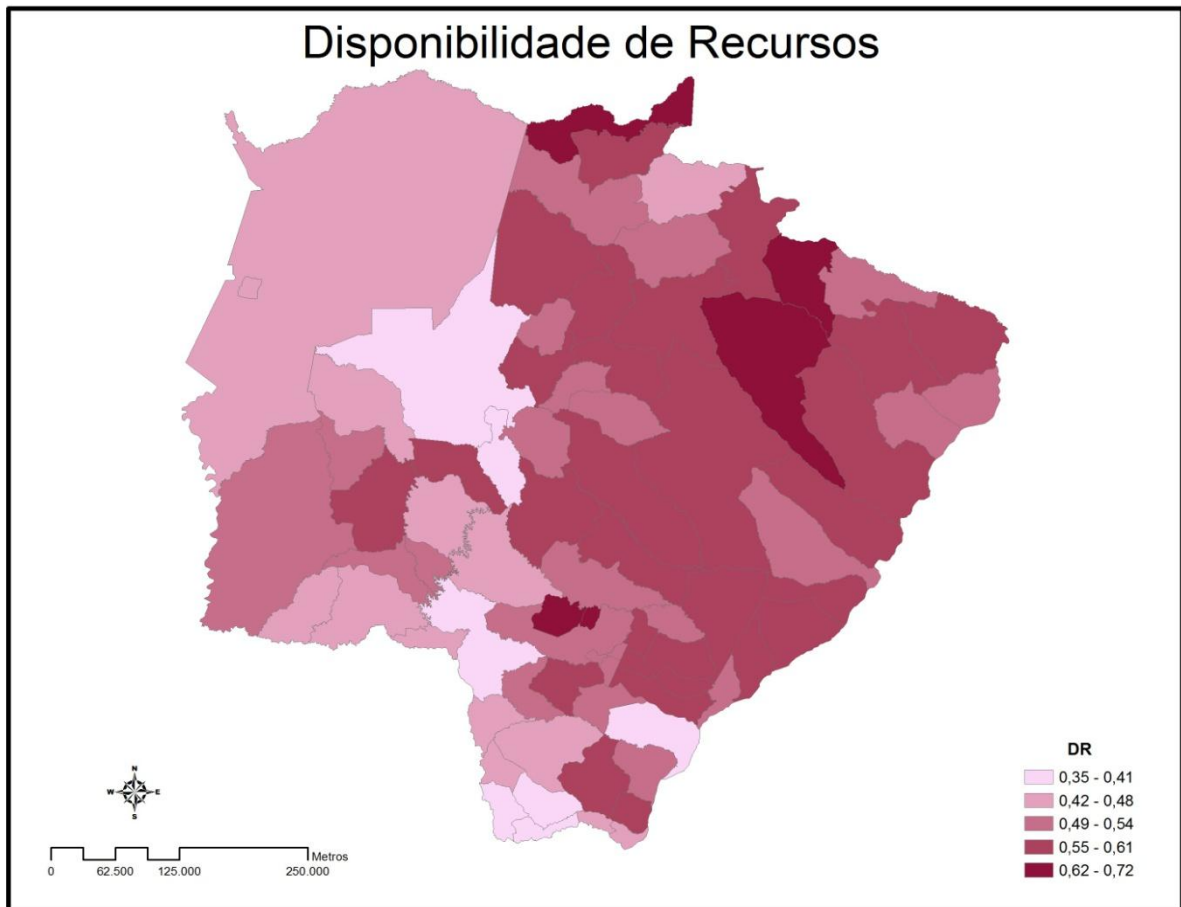 Disponibilidade de Recursos
DR
0,35 - 0,41
0,42 - 0,48
0,49 - 0,54
0,55 - 0,61
0,62 - 0,72
N
W E
S
Metros
0 62.500 125.000 250.000